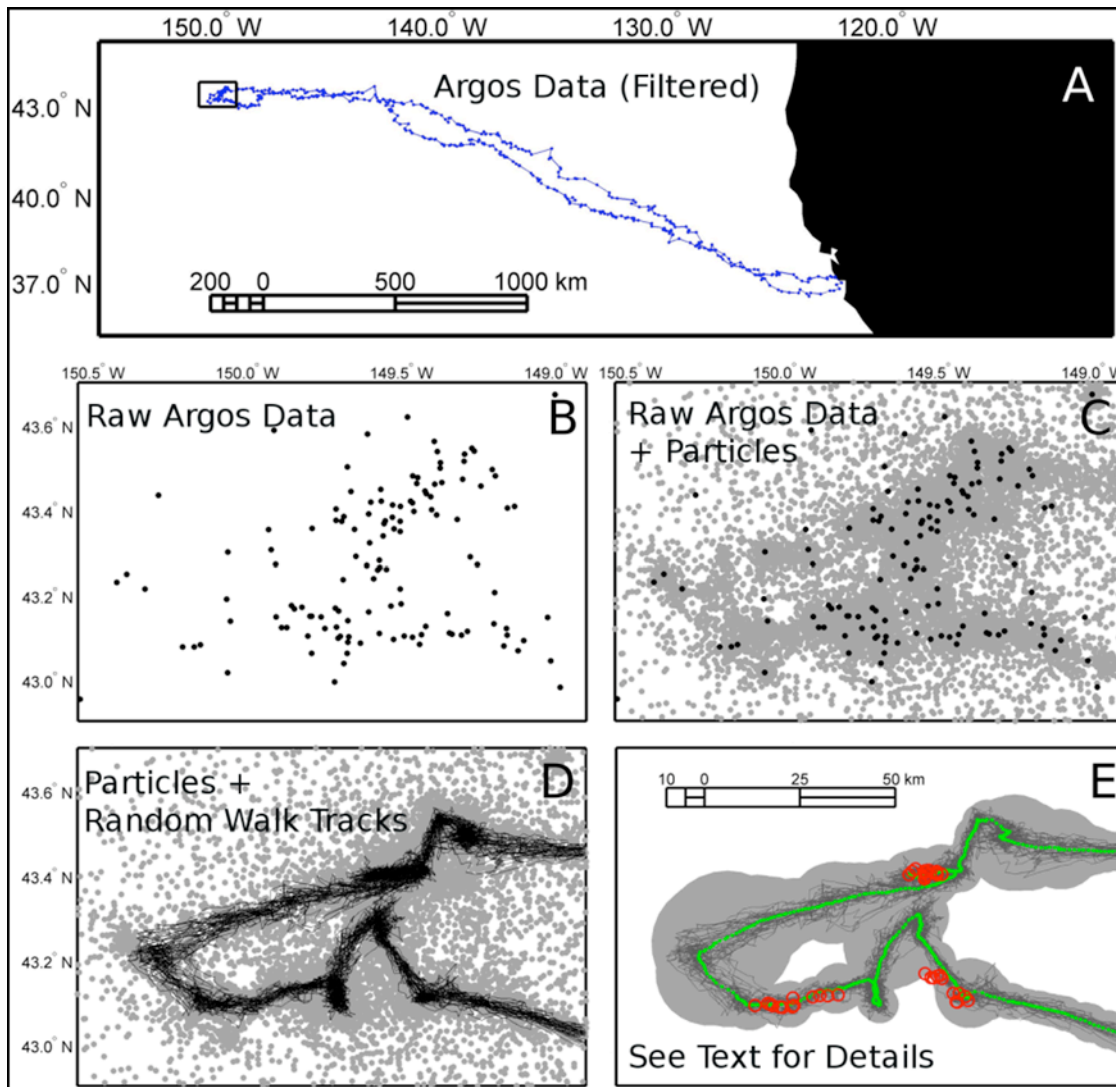 150.0° W 140.0° W 130.0° W 120.0° W
Argos Data (Filtered)
A
43.0° N
40.0° N
37.0° N
200 0 500 1000 km
150.5° W 150.0° W 149.5° W 149.0° W
Raw Argos Data
B
43.6° N
43.4° N
43.2° N
43.0° N
150.5° W 150.0° W 149.4° W 149.0° W
Raw Argos Data
+ Particles
C
Particles +
Random Walk Tracks
D
43.6° N
43.4° N
43.2° N
43.0° N
10 0 25 50 km
E
See Text for Details